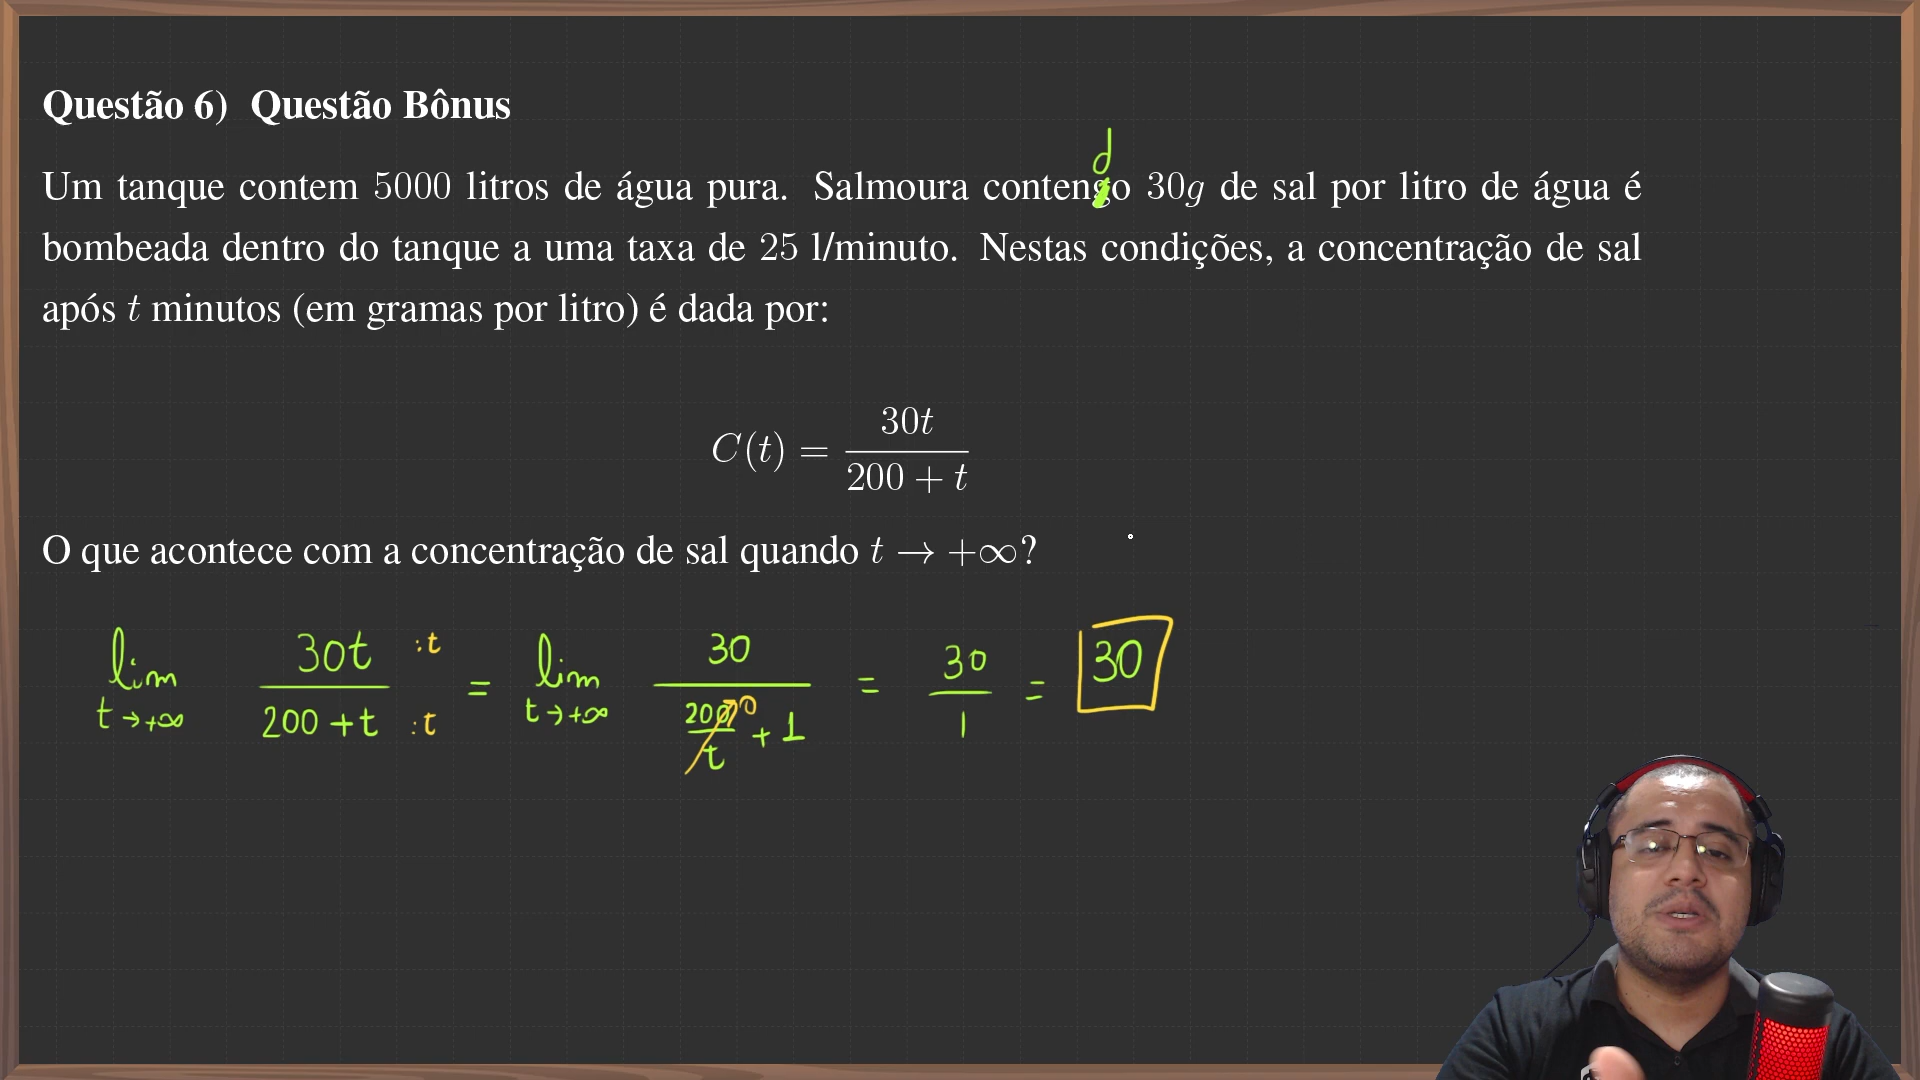 Questão 6) Questão Bônus
d
Um tanque contem 5000 litros de água pura. Salmoura contengo 30g de sal por litro de água é
bombeada dentro do tanque a uma taxa de 25 l/minuto. Nestas condições, a concentração de sal
após t minutos (em gramas por litro) é dada por:
C(t) = 30t / 200 + t
O que acontece com a concentração de sal quando t → +∞?
lim t→+∞ 30t :t / 200 + t :t = lim t→+∞ 30 / 200/t 0 + 1 = 30 / 1 = 30